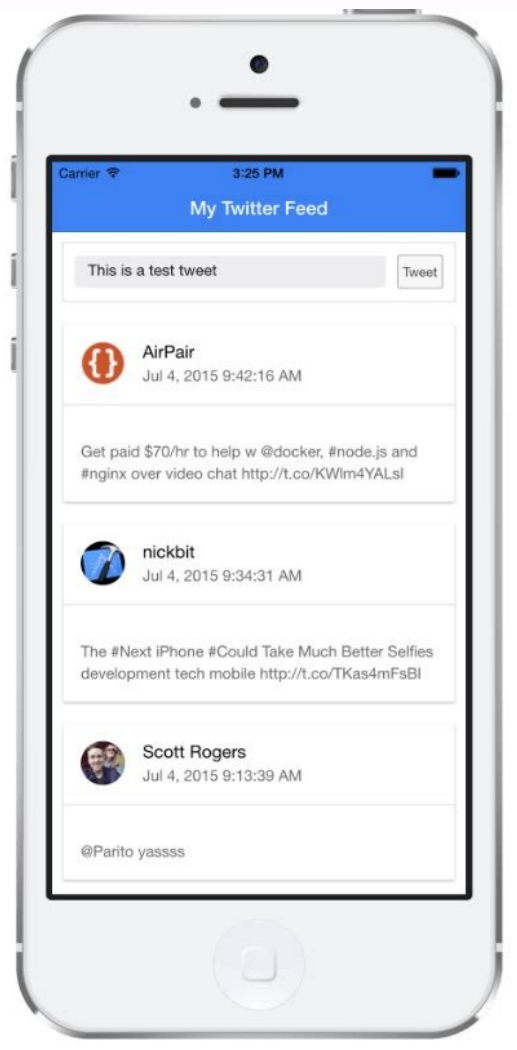 Carrier 3:25 PM
My Twitter Feed
This is a test tweet Tweet
AirPair
Jul 4, 2015 9:42:16 AM
Get paid $70/hr to help w @docker, #node.js and
#nginx over video chat http://t.co/KWlm4YALsI
nickbit
Jul 4, 2015 9:34:31 AM
The #Next iPhone #Could Take Much Better Selfies
development tech mobile http://t.co/TKas4mFsBI
Scott Rogers
Jul 4, 2015 9:13:39 AM
@Parito yassss